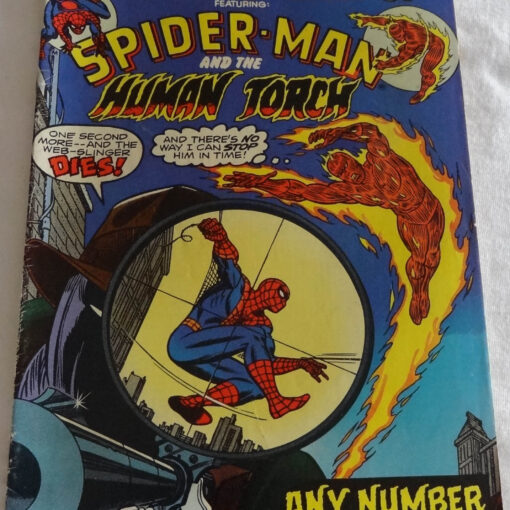 FEATURING:
SPIDER-MAN
AND THE
HUMAN TORCH
ONE SECOND
MORE--AND THE
WEB-SLINGER
DIES!
AND THERE'S NO
WAY I CAN STOP
HIM IN TIME!
ANY NUMBER